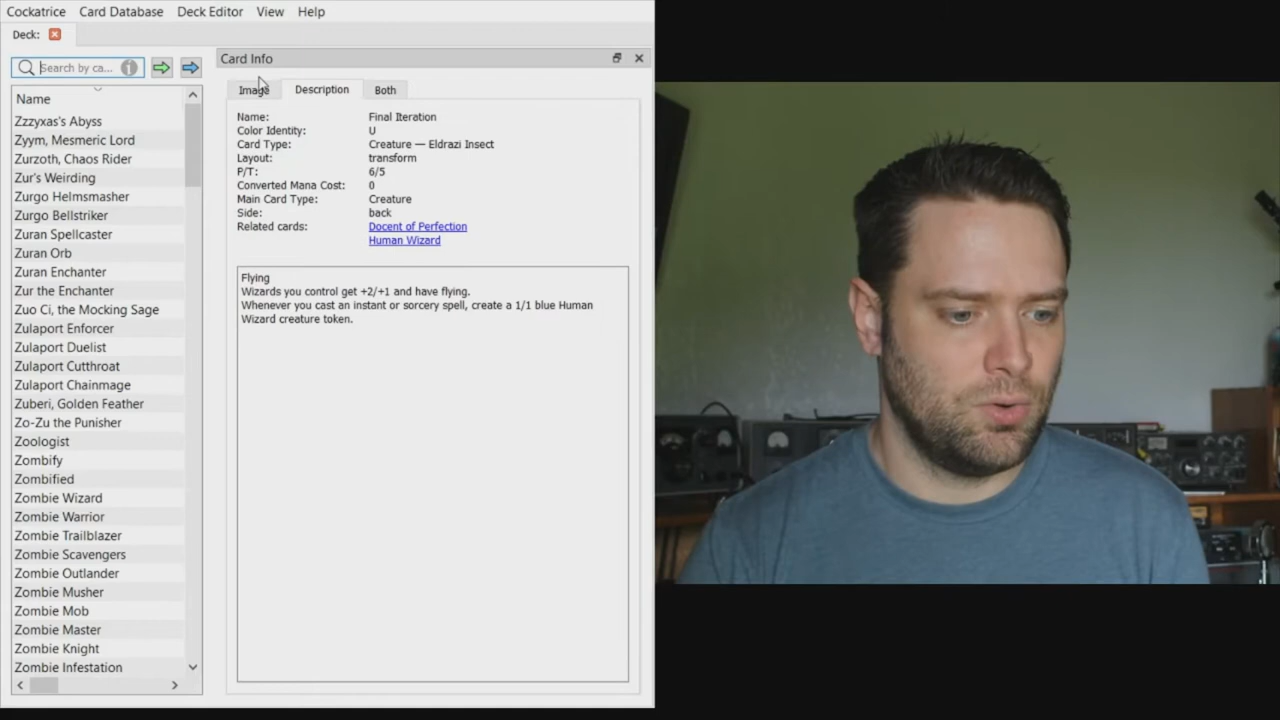 Cockatrice Card Database Deck Editor View Help
Deck:
Search by ca...
Name
Zzzyxas's Abyss
Zyym, Mesmeric Lord
Zurzoth, Chaos Rider
Zur's Weirding
Zurgo Helmsmasher
Zurgo Bellstriker
Zuran Spellcaster
Zuran Orb
Zuran Enchanter
Zur the Enchanter
Zuo Ci, the Mocking Sage
Zulaport Enforcer
Zulaport Duelist
Zulaport Cutthroat
Zulaport Chainmage
Zuberi, Golden Feather
Zo-Zu the Punisher
Zoologist
Zombify
Zombified
Zombie Wizard
Zombie Warrior
Zombie Trailblazer
Zombie Scavengers
Zombie Outlander
Zombie Musher
Zombie Mob
Zombie Master
Zombie Knight
Zombie Infestation
Card Info
Image Description Both
Name: Final Iteration
Color Identity: U
Card Type: Creature — Eldrazi Insect
Layout: transform
P/T: 6/5
Converted Mana Cost: 0
Main Card Type: Creature
Side: back
Related cards: Docent of Perfection
Human Wizard
Flying
Wizards you control get +2/+1 and have flying.
Whenever you cast an instant or sorcery spell, create a 1/1 blue Human
Wizard creature token.